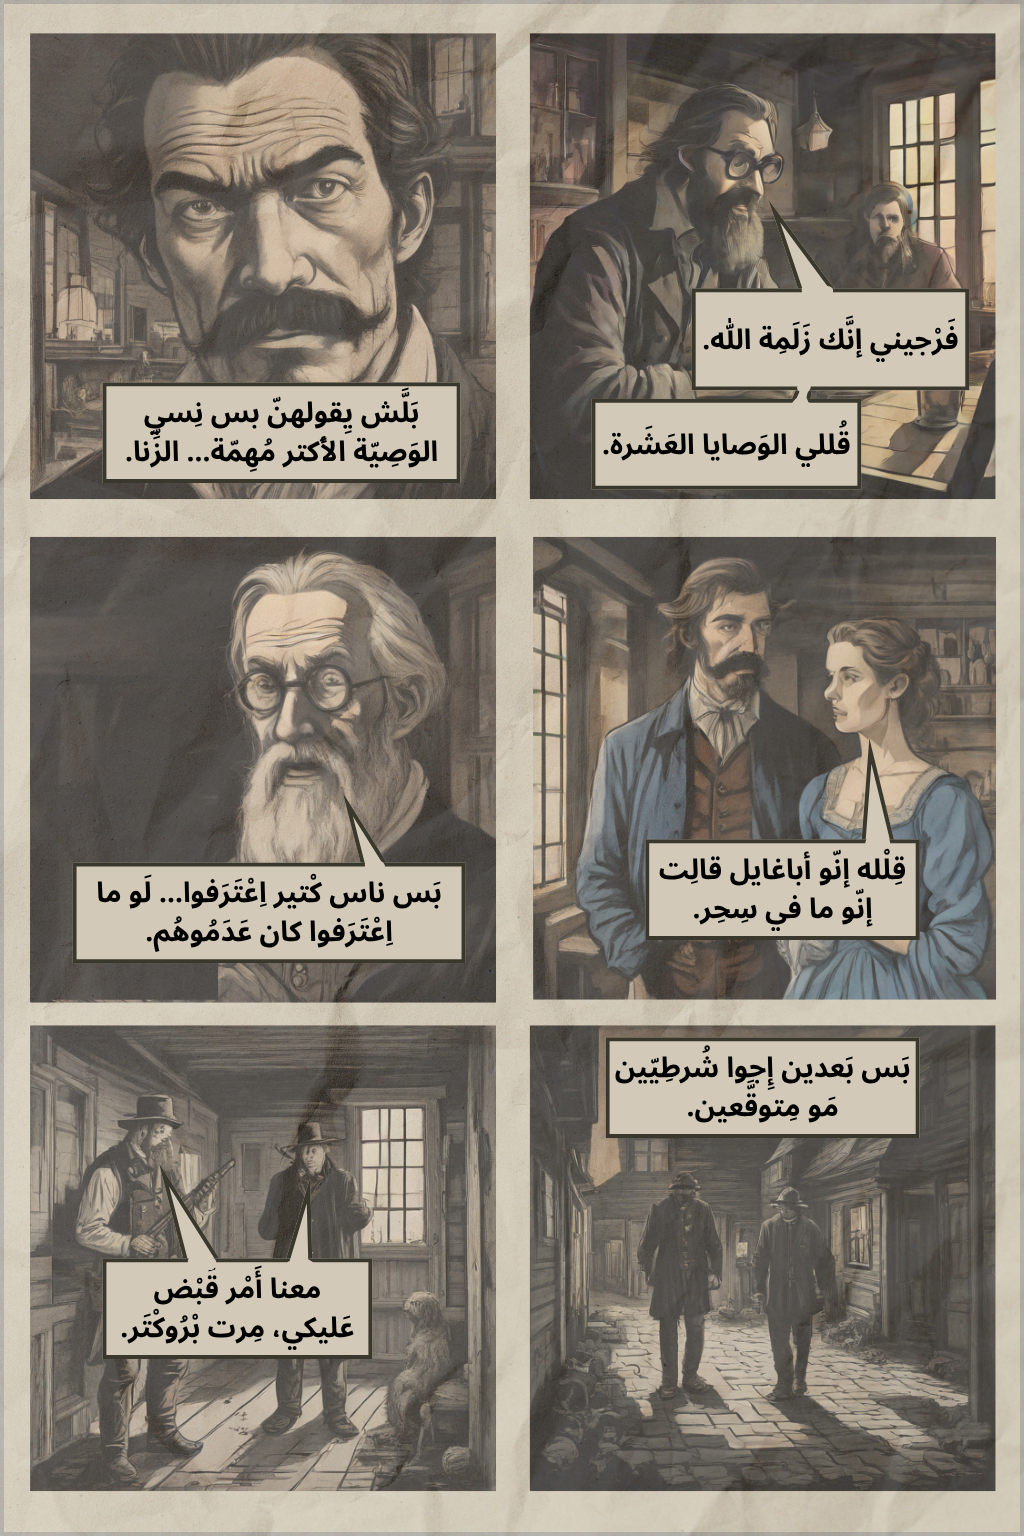 فَرْجيني إنَّك زَلَمِة الله.
قُللي الوَصايا العَشَرة.
بَلَّش يِقولهنّ بس نِسي
الوَصِيّة الأكتر مُهِمّة... الزِّنا.
قِلْله إنّو أباغايل قالِت
إنّو ما في سِحِر.
بَس ناس كْتير اِعْتَرَفوا... لَو ما
اِعْتَرَفوا كان عَدَمُوهُم.
بَس بَعدين إِجوا شُرطِيّين
مَو مِتوقَّعين.
معنا أَمْر قَبْض
عَليكي، مِرت بْرُوكْتَر.